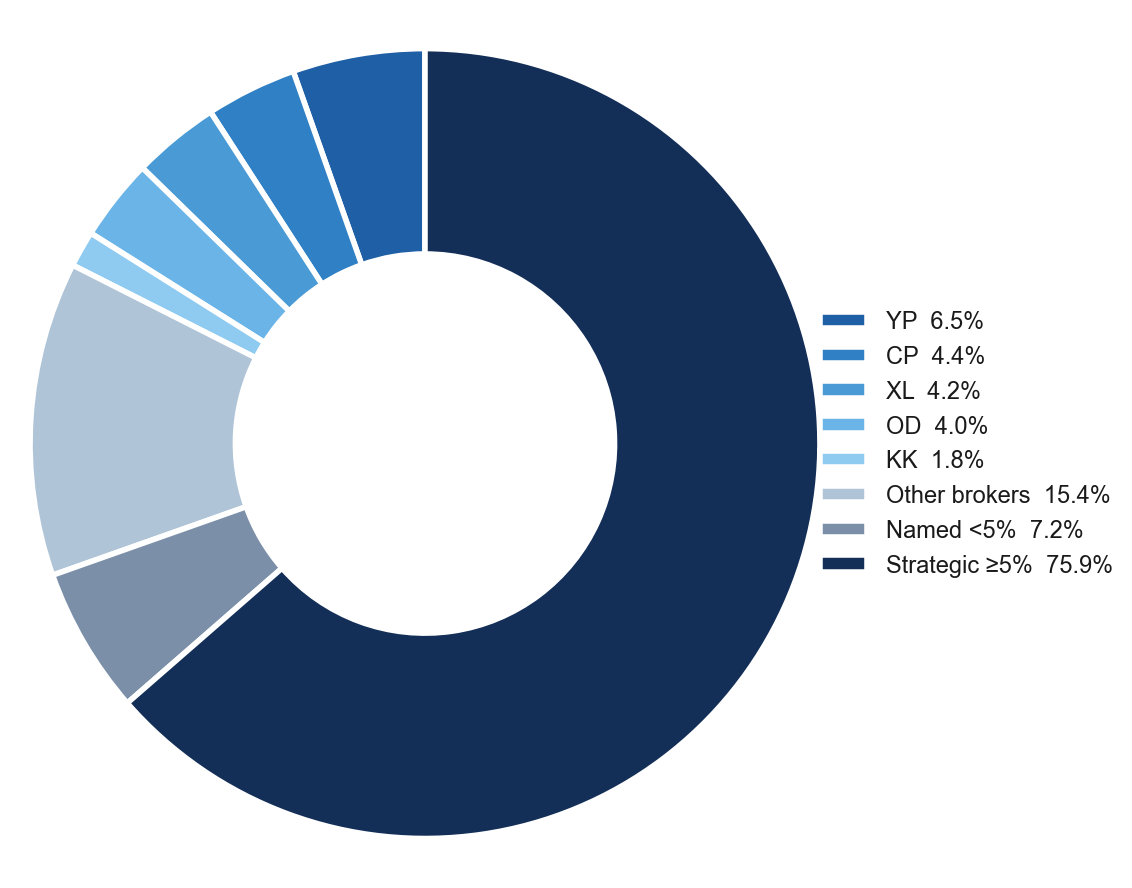 YP 6.5%
CP 4.4%
XL 4.2%
OD 4.0%
KK 1.8%
Other brokers 15.4%
Named <5% 7.2%
Strategic ≥5% 75.9%